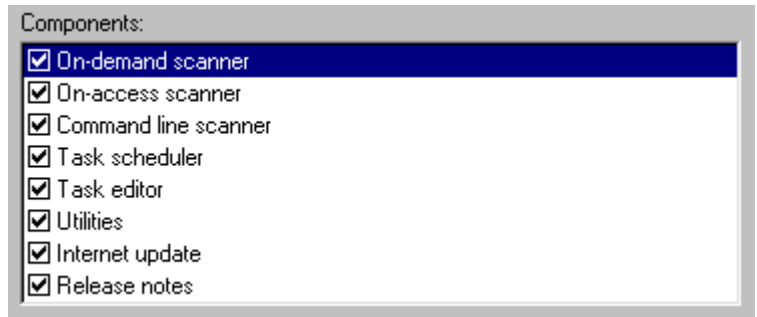 Components:
On-demand scanner
On-access scanner
Command line scanner
Task scheduler
Task editor
Utilities
Internet update
Release notes